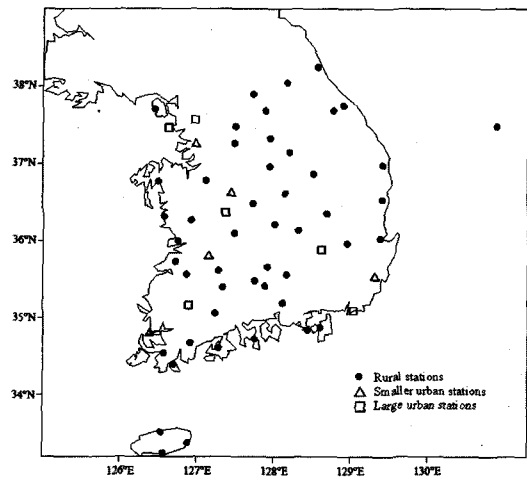 38°N
37°N
36°N
35°N
34°N
Rural stations
Smaller urban stations
Large urban stations
126°E
127°E
128°E
129°E
130°E